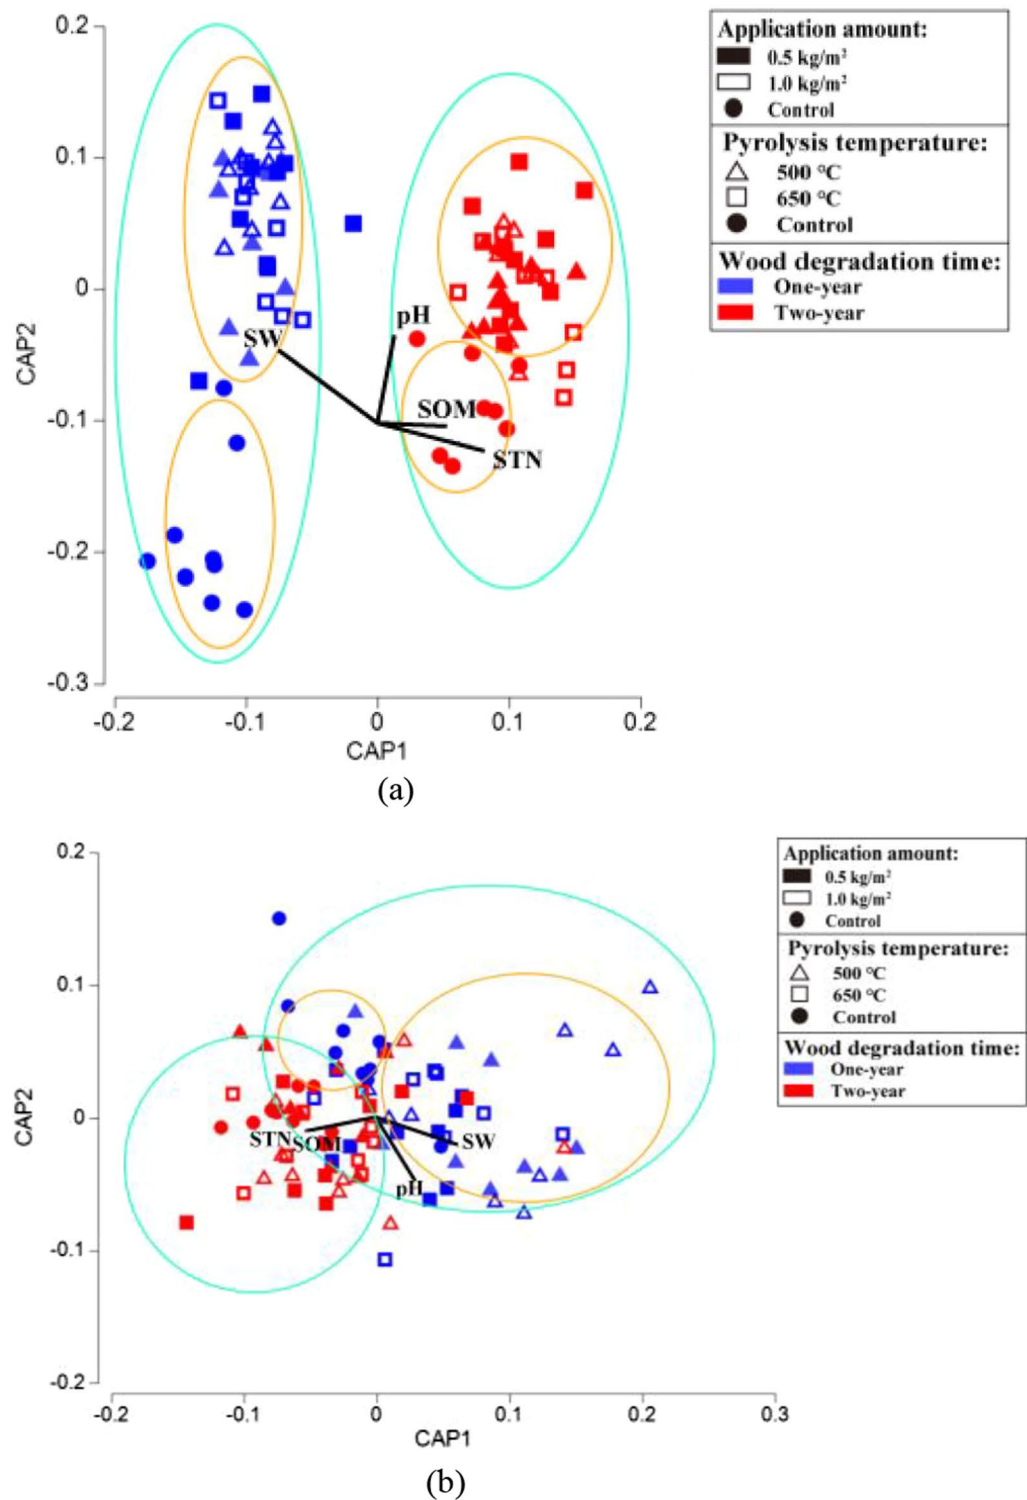 0.2
0.1
0
-0.1
-0.2
-0.3
CAP2
-0.2
-0.1
0
0.1
0.2
CAP1
SW
pH
SOM
STN
Application amount:
0.5 kg/m²
1.0 kg/m²
Control
Pyrolysis temperature:
500 °C
650 °C
Control
Wood degradation time:
One-year
Two-year
(a)
0.2
0.1
0
-0.1
-0.2
CAP2
-0.2
-0.1
0
0.1
0.2
0.3
CAP1
STN
SOM
SW
pH
Application amount:
0.5 kg/m²
1.0 kg/m²
Control
Pyrolysis temperature:
500 °C
650 °C
Control
Wood degradation time:
One-year
Two-year
(b)